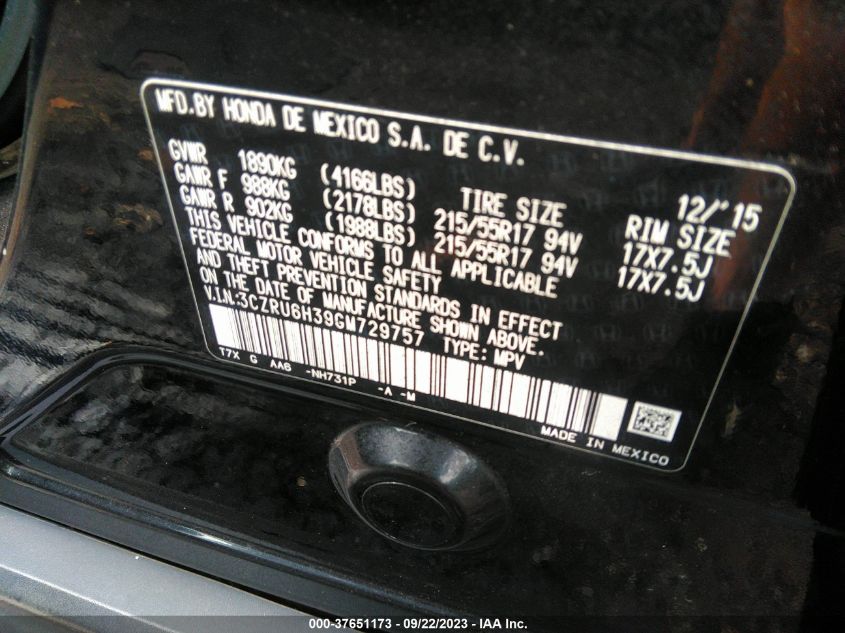 MFD.BY HONDA DE MEXICO S.A. DE C.V.
12/'15
GVWR 1890KG (4166LBS) TIRE SIZE RIM SIZE
GAWR F 988KG (2178LBS) 215/55R17 94V 17X7.5J
GAWR R 902KG (1988LBS) 215/55R17 94V 17X7.5J
THIS VEHICLE CONFORMS TO ALL APPLICABLE
FEDERAL MOTOR VEHICLE SAFETY
AND THEFT PREVENTION STANDARDS IN EFFECT
ON THE DATE OF MANUFACTURE SHOWN ABOVE.
V.I.N:3CZRU6H39GM729757 TYPE: MPV
T7X G AA6 -NH731P -A -M
MADE IN MEXICO
000-37651173 - 09/22/2023 - IAA Inc.